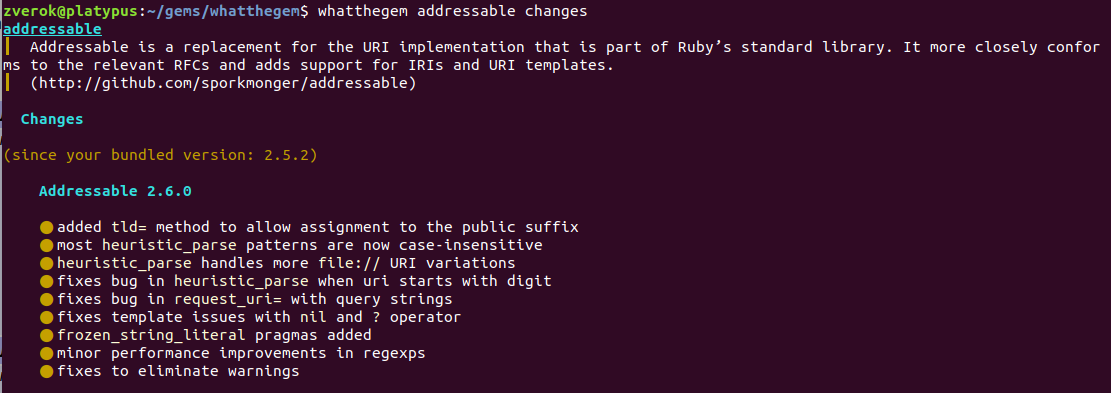 zverok@platypus:~/gems/whatthegem$ whatthegem addressable changes
addressable
Addressable is a replacement for the URI implementation that is part of Ruby’s standard library. It more closely confor
ms to the relevant RFCs and adds support for IRIs and URI templates.
(http://github.com/sporkmonger/addressable)
Changes
(since your bundled version: 2.5.2)
Addressable 2.6.0
● added tld= method to allow assignment to the public suffix
● most heuristic_parse patterns are now case-insensitive
● heuristic_parse handles more file:// URI variations
● fixes bug in heuristic_parse when uri starts with digit
● fixes bug in request_uri= with query strings
● fixes template issues with nil and ? operator
● frozen_string_literal pragmas added
● minor performance improvements in regexps
● fixes to eliminate warnings